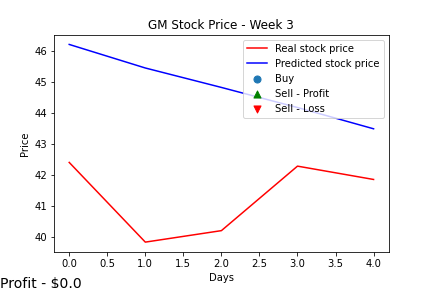 GM Stock Price - Week 3
Real stock price
Predicted stock price
Buy
Sell - Profit
Sell - Loss
46
45
44
43
42
41
40
Price
0.0 0.5 1.0 1.5 2.0 2.5 3.0 3.5 4.0
Days
Profit - $0.0